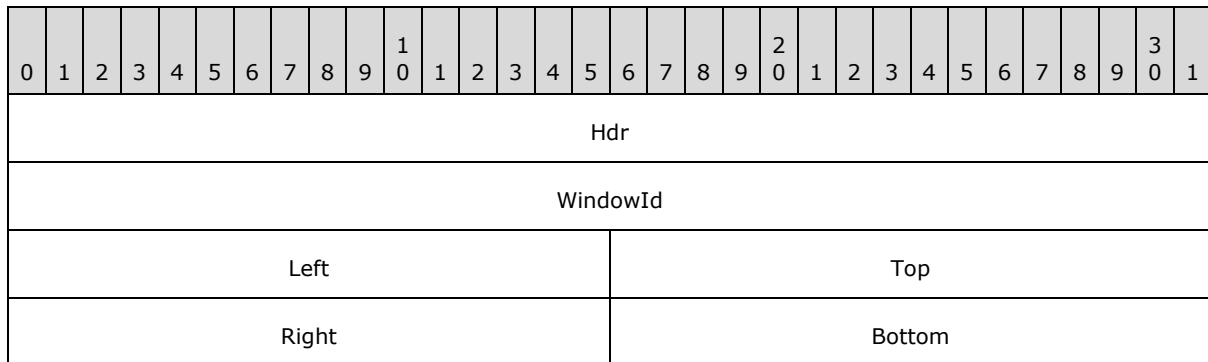 1 2 3
0 1 2 3 4 5 6 7 8 9 0 1 2 3 4 5 6 7 8 9 0 1 2 3 4 5 6 7 8 9 0 1
Hdr
WindowId
Left Top
Right Bottom